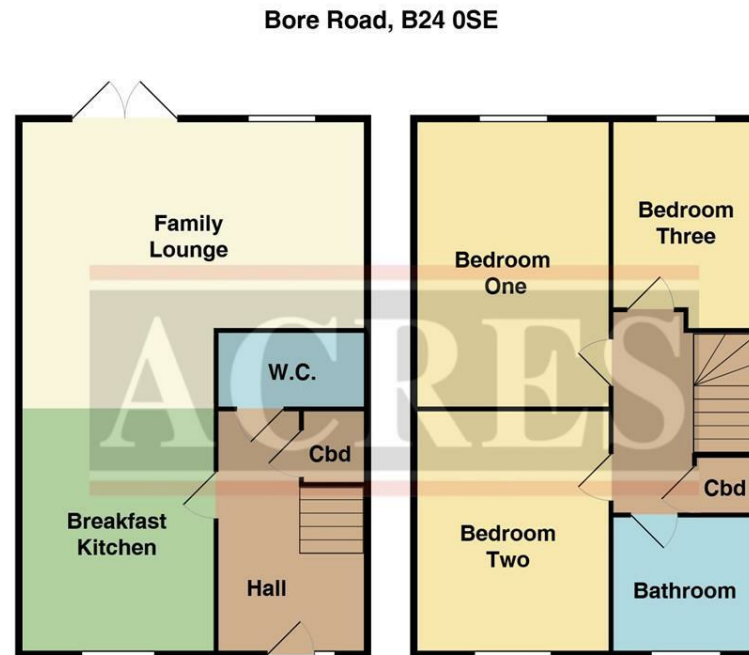 Bore Road, B24 0SE
Family
Lounge
W.C.
Cbd
Breakfast
Kitchen
Hall
Bedroom
One
Bedroom
Three
Cbd
Bedroom
Two
Bathroom
ACRES